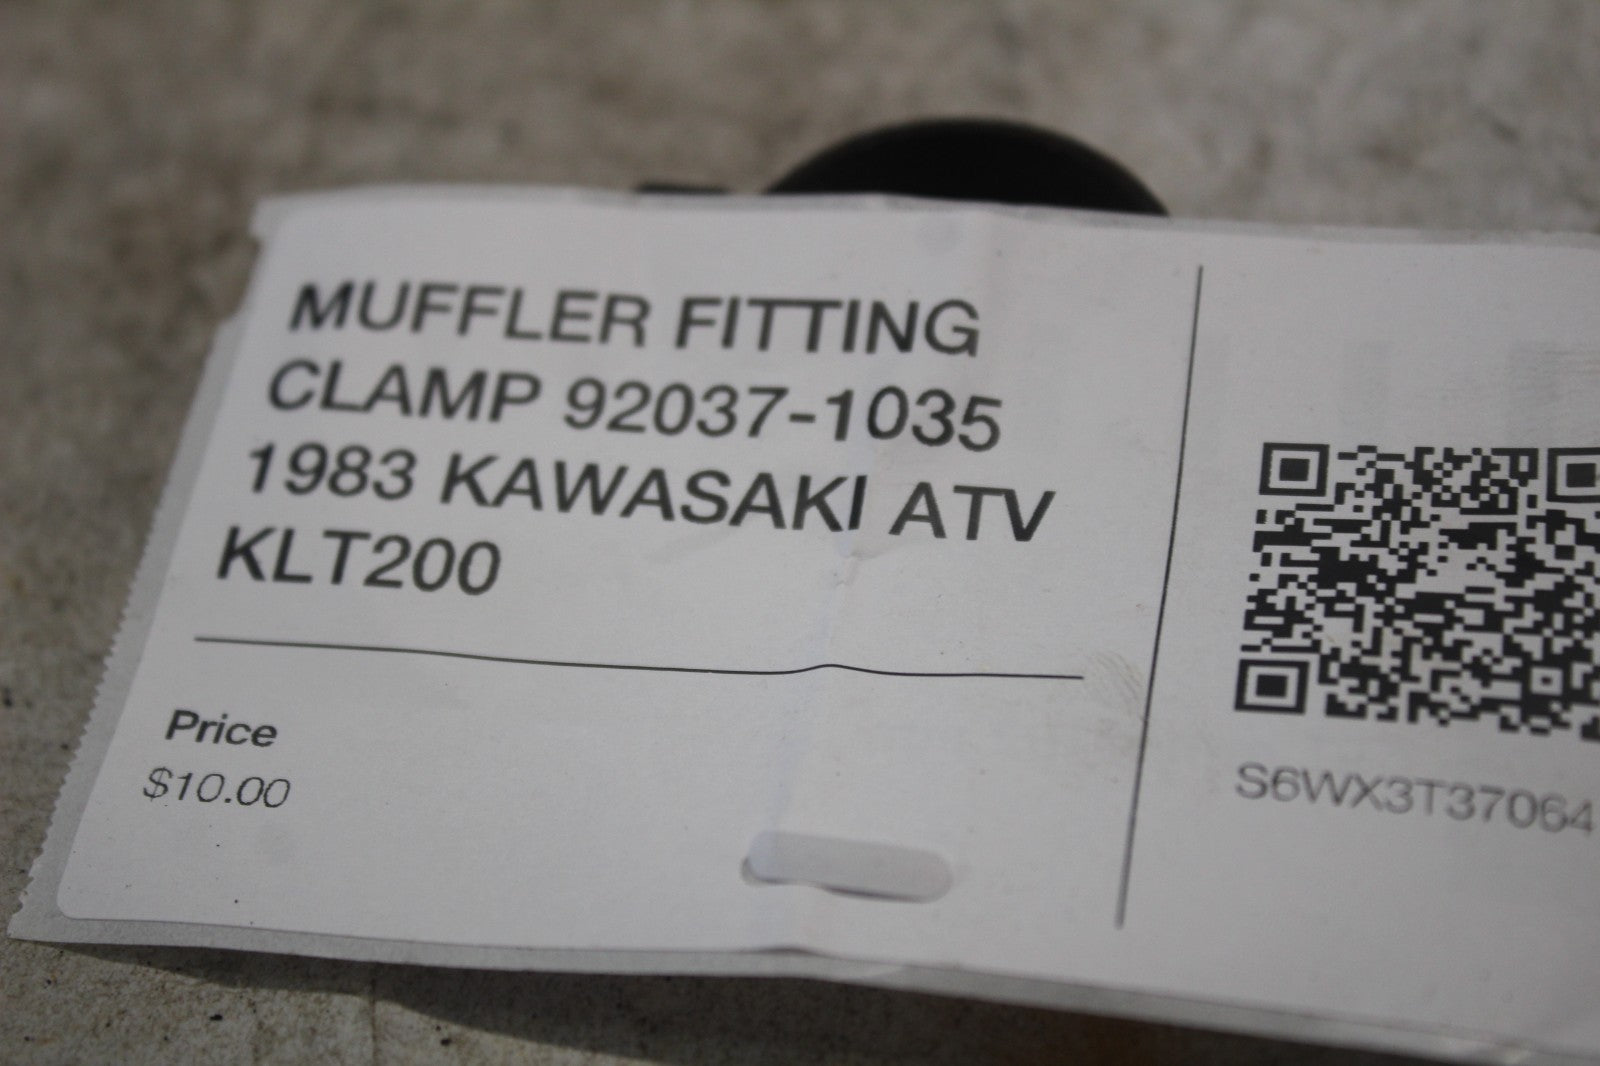 MUFFLER FITTING
CLAMP 92037-1035
1983 KAWASAKI ATV
KLT200
Price
$10.00
S6WX3T37064